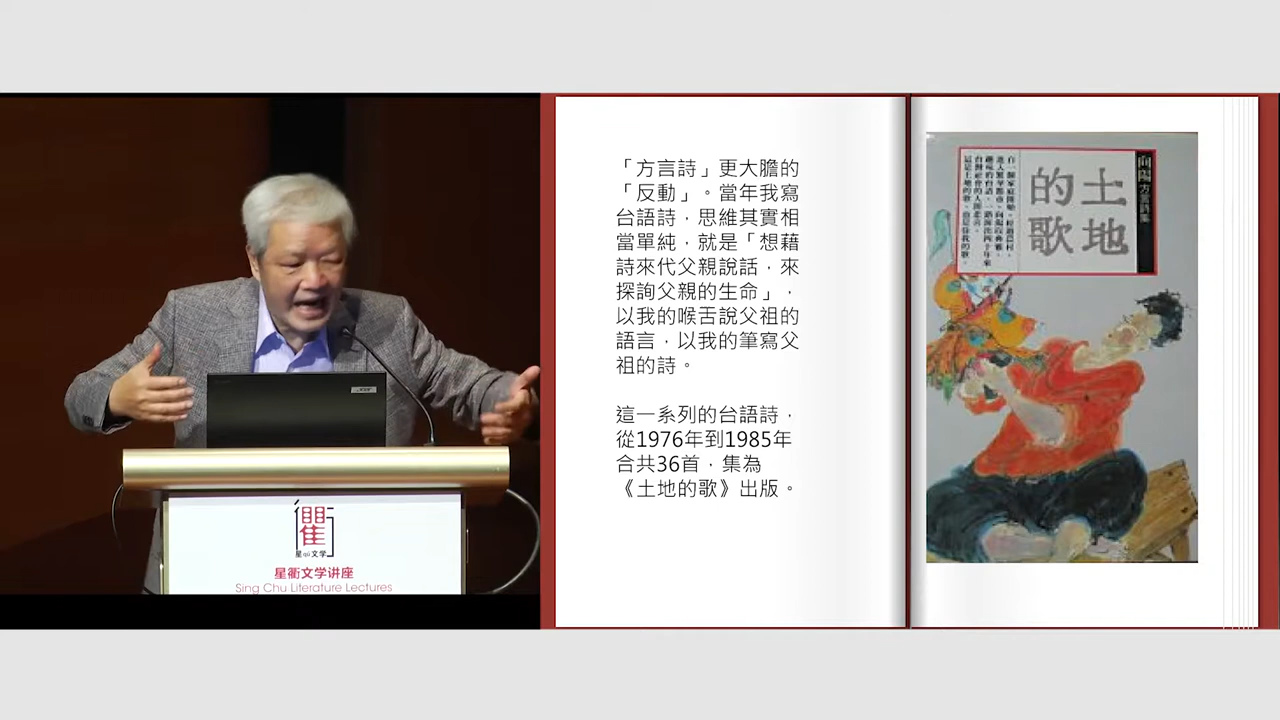 「方言詩」更大膽的
「反動」。當年我寫
台語詩，思維其實相
當單純，就是「想藉
詩來代父親說話，來
探詢父親的生命」，
以我的喉舌說父祖的
語言，以我的筆寫父
祖的詩。
這一系列的台語詩，
從1976年到1985年
合共36首，集為
《土地的歌》出版。
向陽 方言詩集
土地
的歌
星衢文学
星衢文学讲座
Sing Chu Literature Lectures
acer